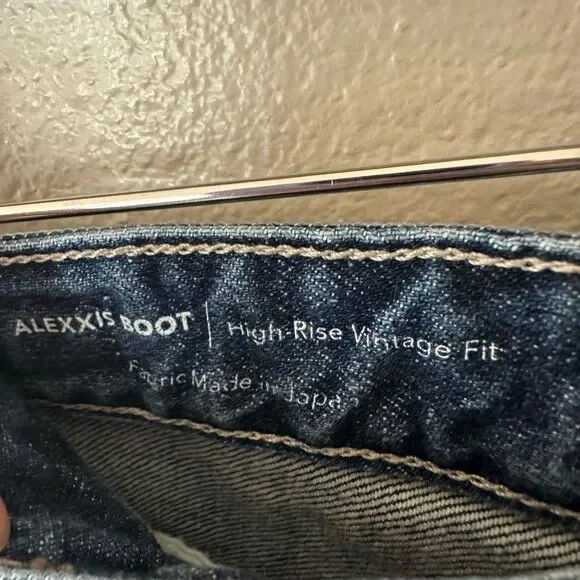 ALEXXIS BOOT | High-Rise Vintage Fit
Fabric Made in Japan